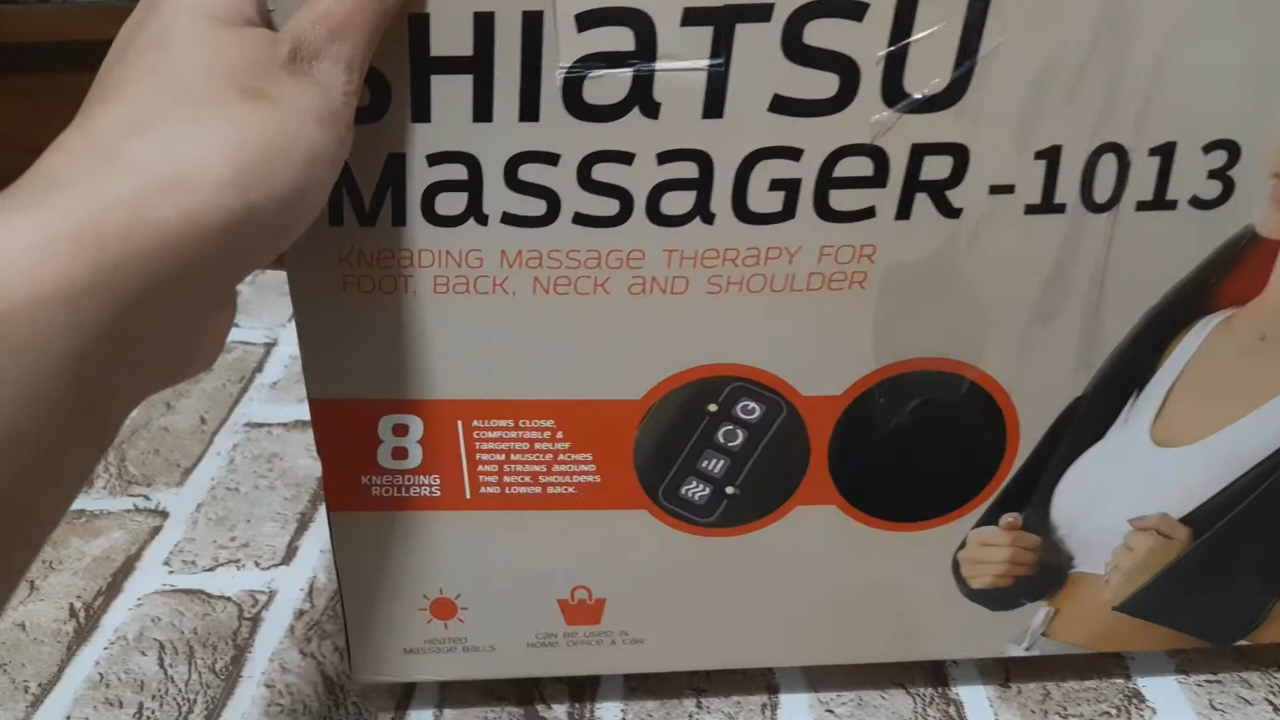 SHIATSU
MASSAGER -1013
KNEADING MASSAGE THERAPY FOR
FOOT, BACK, NECK AND SHOULDER
8
KNEADING
ROLLERS
ALLOWS CLOSE,
COMFORTABLE &
TARGETED RELIEF
FROM MUSCLE ACHES
AND STRAINS AROUND
THE NECK, SHOULDERS
AND LOWER BACK.
HEATED
MASSAGE BALLS
CAN BE USED IN
HOME OFFICE & CAR